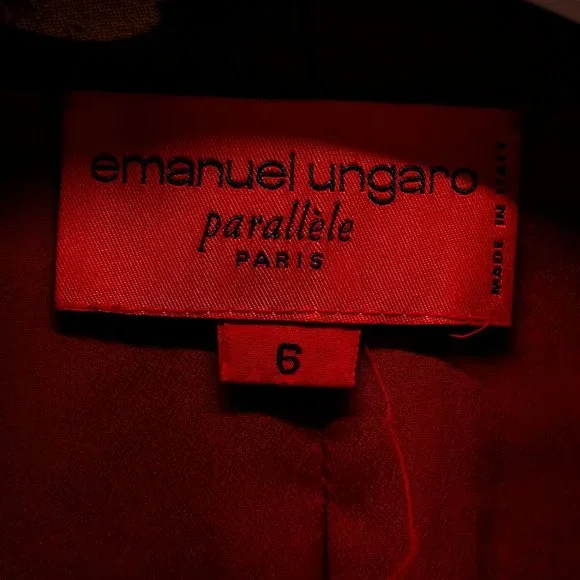 emanuel ungaro
parallèle
PARIS
MADE IN ITALY
6